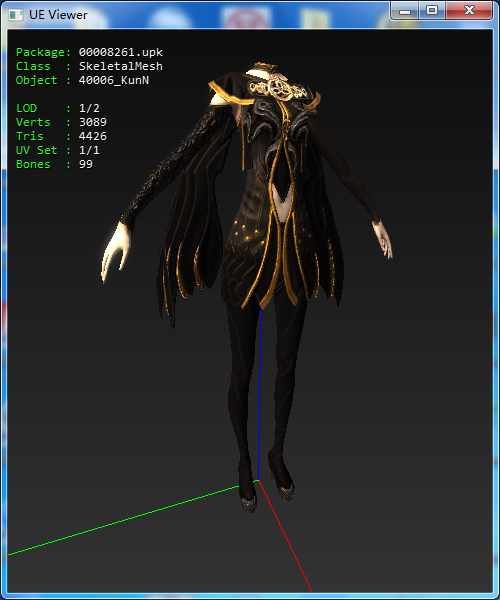 UE Viewer
Package: 00008261.upk
Class : SkeletalMesh
Object : 40006_KunN
LOD : 1/2
Verts : 3089
Tris : 4426
UV Set : 1/1
Bones : 99